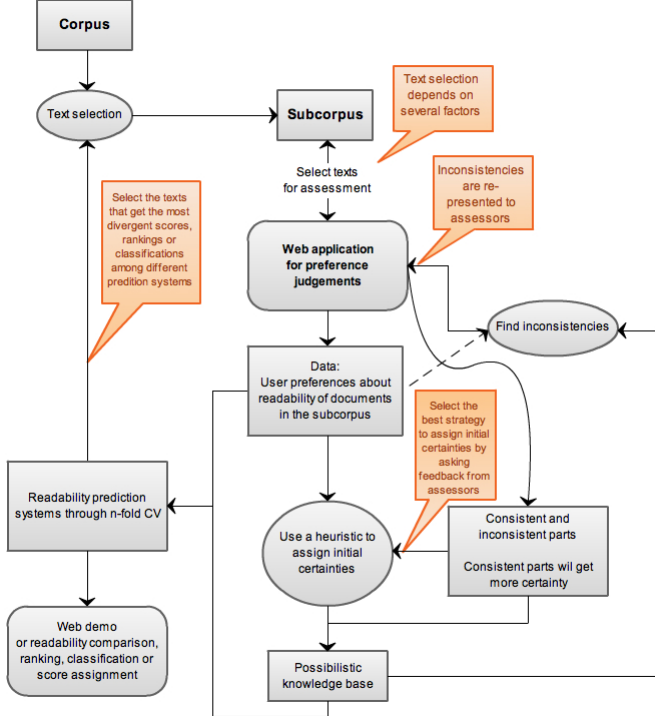 Corpus
Text selection
Subcorpus
Text selection
depends on
several factors
Select texts
for assessment
Inconsistencies
are re-
presented to
assessors
Select the texts
that get the most
divergent scores,
rankings or
classifications
among different
predition systems
Web application
for preference
judgements
Find inconsistencies
Data:
User preferences about
readability of documents
in the subcorpus
Select the
best strategy
to assign initial
certainties by
asking
feedback from
assessors
Readability prediction
systems through n-fold CV
Use a heuristic to
assign initial
certainties
Consistent and
inconsistent parts
Consistent parts wil get
more certainty
Web demo
or readability comparison,
ranking, classification or
score assignment
Possibilistic
knowledge base